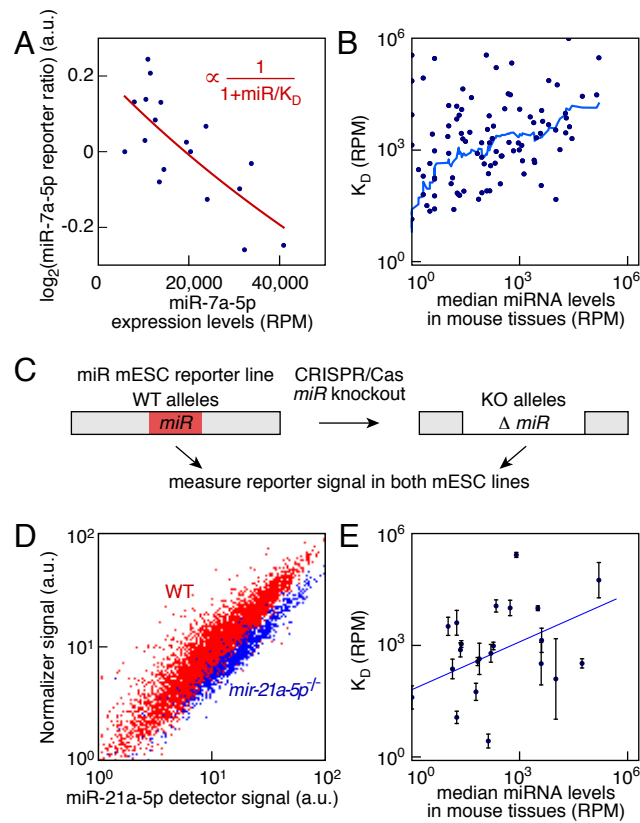 A
log2(miR-7a-5p reporter ratio) (a.u.)
0.2
0
-0.2
∝ 1
1+miR/KD
0
20,000
40,000
miR-7a-5p
expression levels (RPM)
B
KD (RPM)
10^6
10^3
10^0
10^0
10^3
10^6
median miRNA levels
in mouse tissues (RPM)
C
miR mESC reporter line
WT alleles
miR
CRISPR/Cas
miR knockout
KO alleles
Δ miR
measure reporter signal in both mESC lines
D
Normalizer signal (a.u.)
10^2
10^1
10^0
WT
mir-21a-5p-/-
10^0
10^1
10^2
miR-21a-5p detector signal (a.u.)
E
KD (RPM)
10^6
10^3
10^0
10^0
10^3
10^6
median miRNA levels
in mouse tissues (RPM)